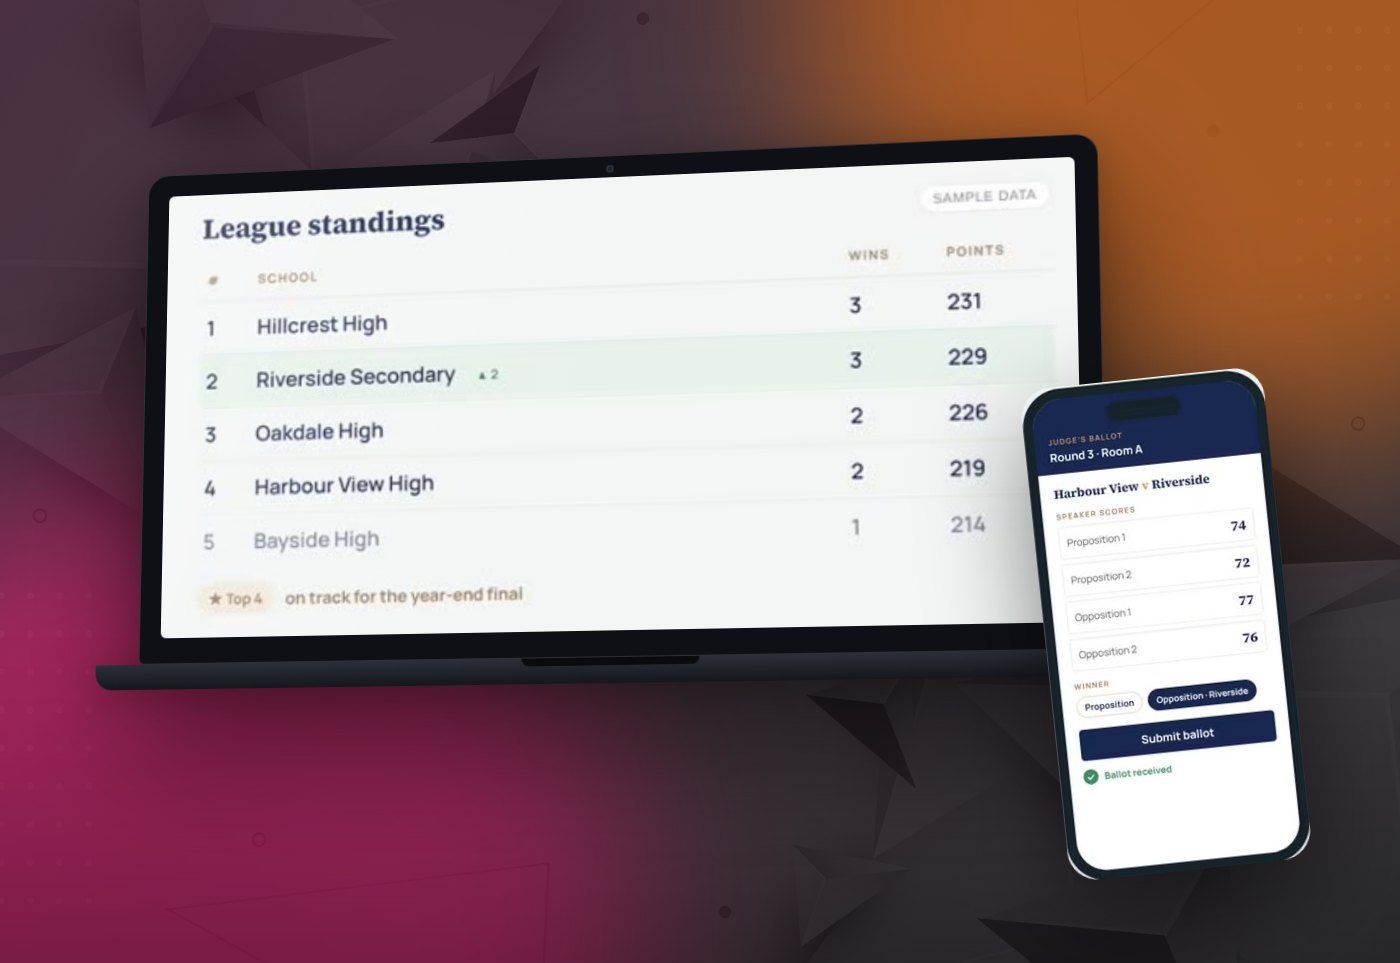 League standings
SAMPLE DATA
# SCHOOL WINS POINTS
1 Hillcrest High 3 231
2 Riverside Secondary ▲ 2 3 229
3 Oakdale High 2 226
4 Harbour View High 2 219
5 Bayside High 1 214
★ Top 4 on track for the year-end final
JUDGE'S BALLOT
Round 3 · Room A
Harbour View v Riverside
SPEAKER SCORES
Proposition 1 74
Proposition 2 72
Opposition 1 77
Opposition 2 76
WINNER
Proposition Opposition · Riverside
Submit ballot
Ballot received